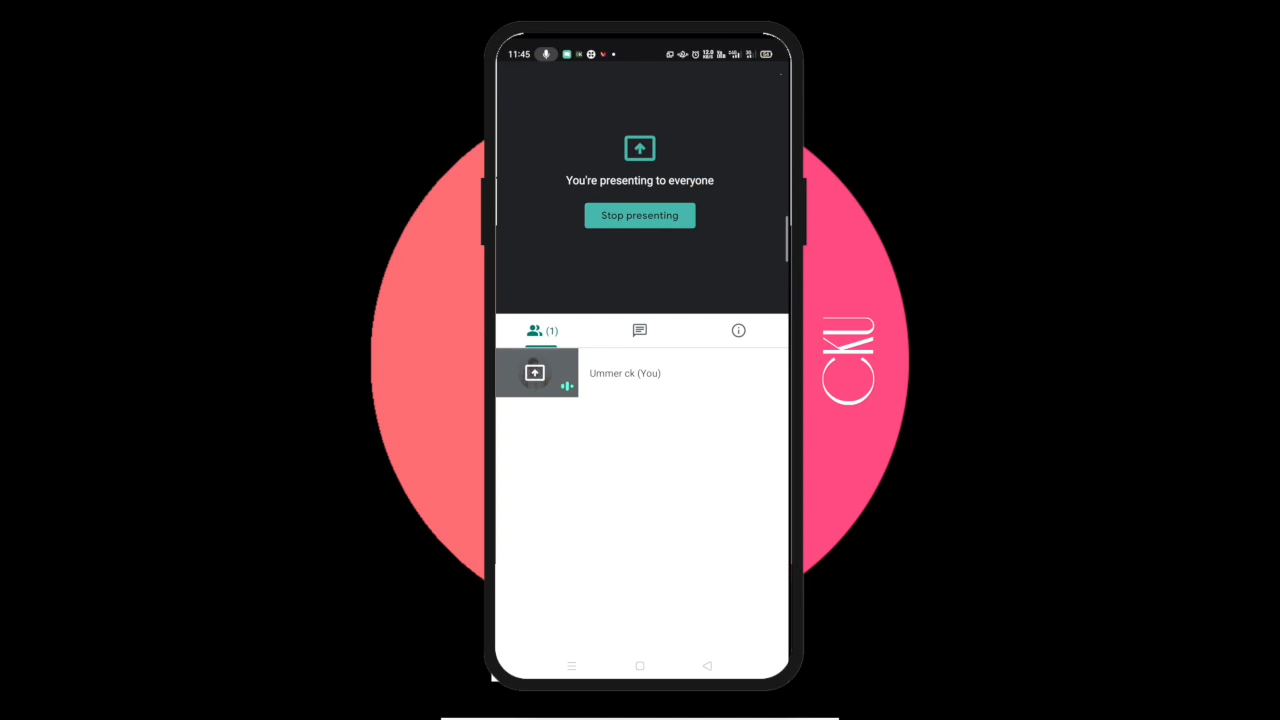 11:45
You're presenting to everyone
Stop presenting
(1)
Ummer ck (You)
CKU